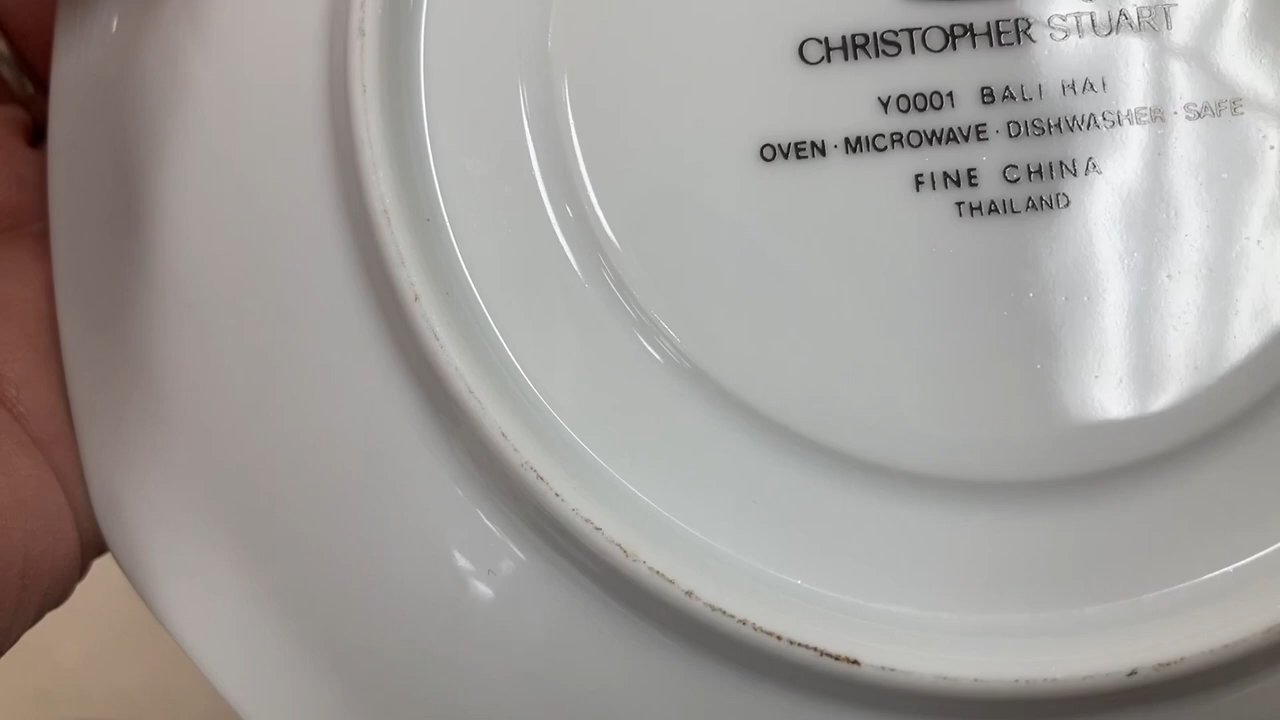 CHRISTOPHER STUART
Y0001 BALI HAI
OVEN · MICROWAVE · DISHWASHER · SAFE
FINE CHINA
THAILAND